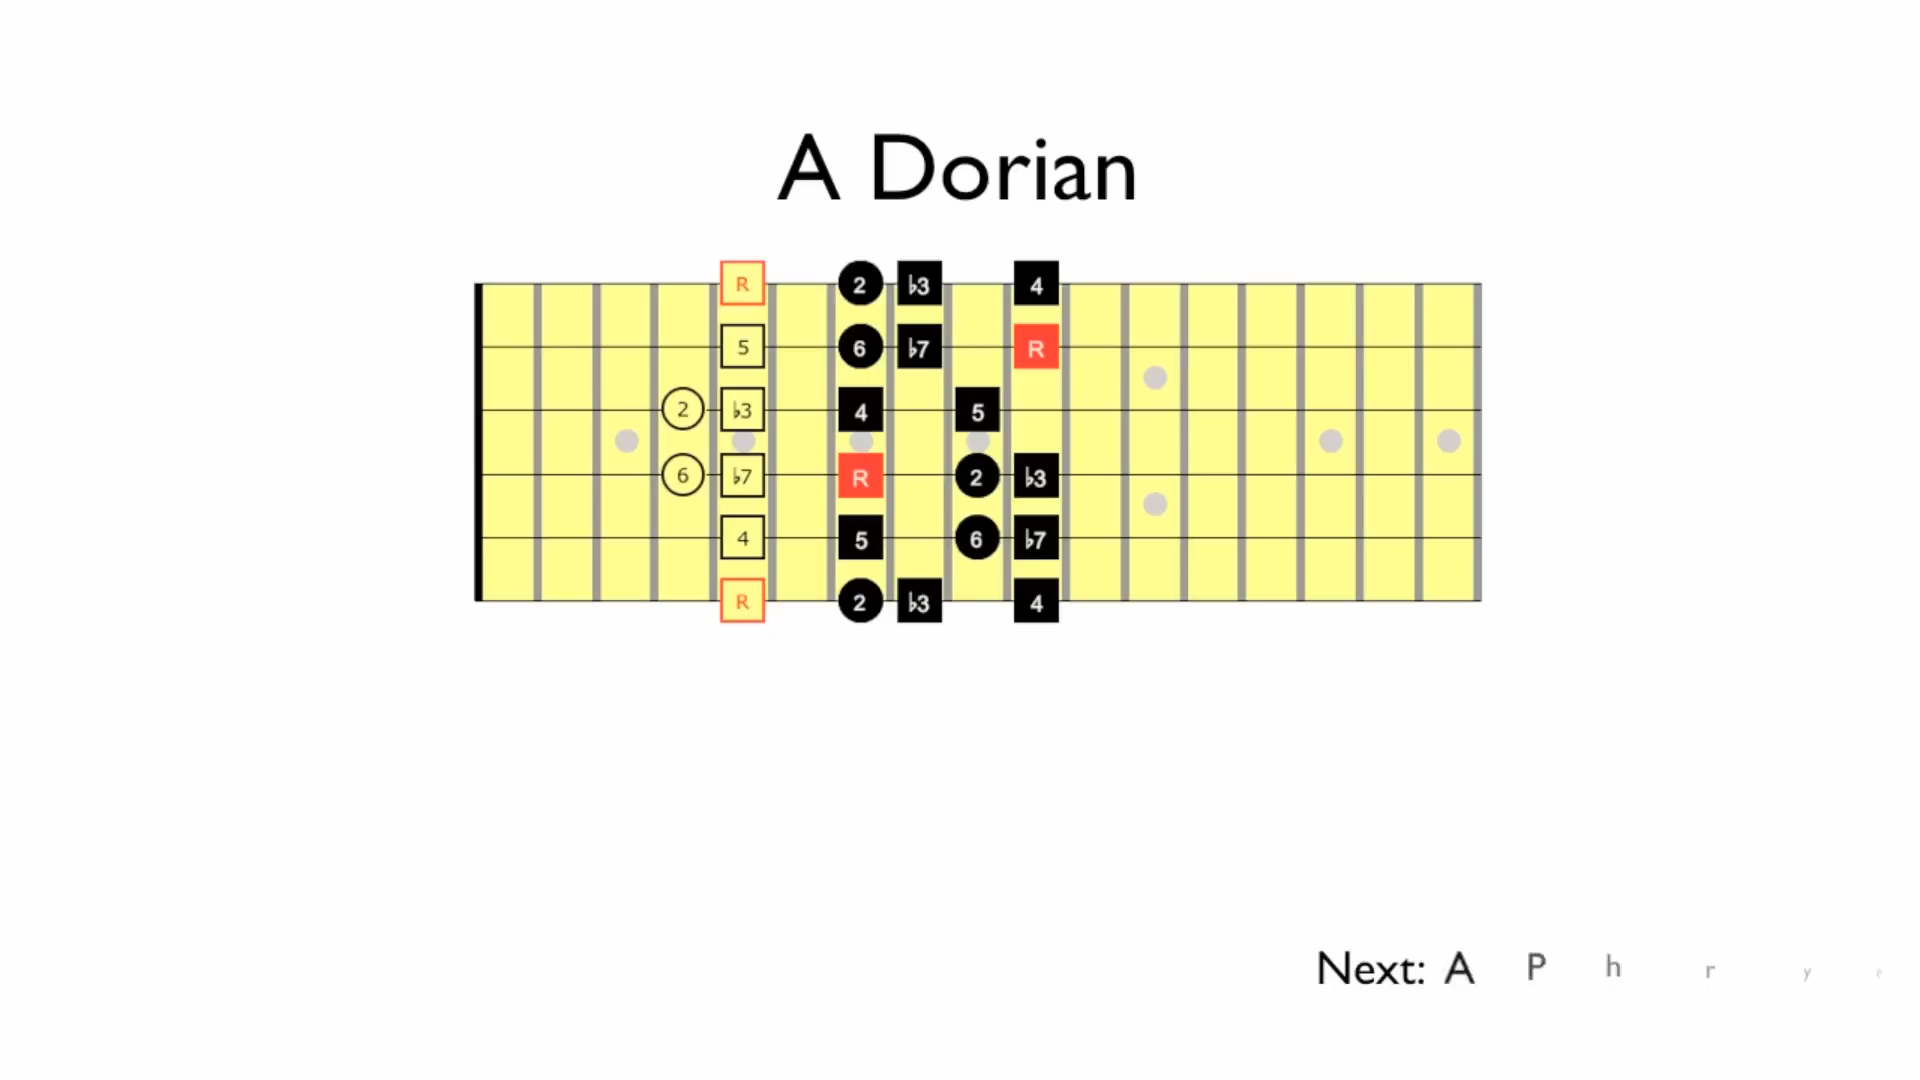 A Dorian
R 2 ♭3 4
5 6 ♭7 R
2 ♭3 4 5
6 ♭7 R 2 ♭3
4 5 6 ♭7
R 2 ♭3 4
Next: A P h r y